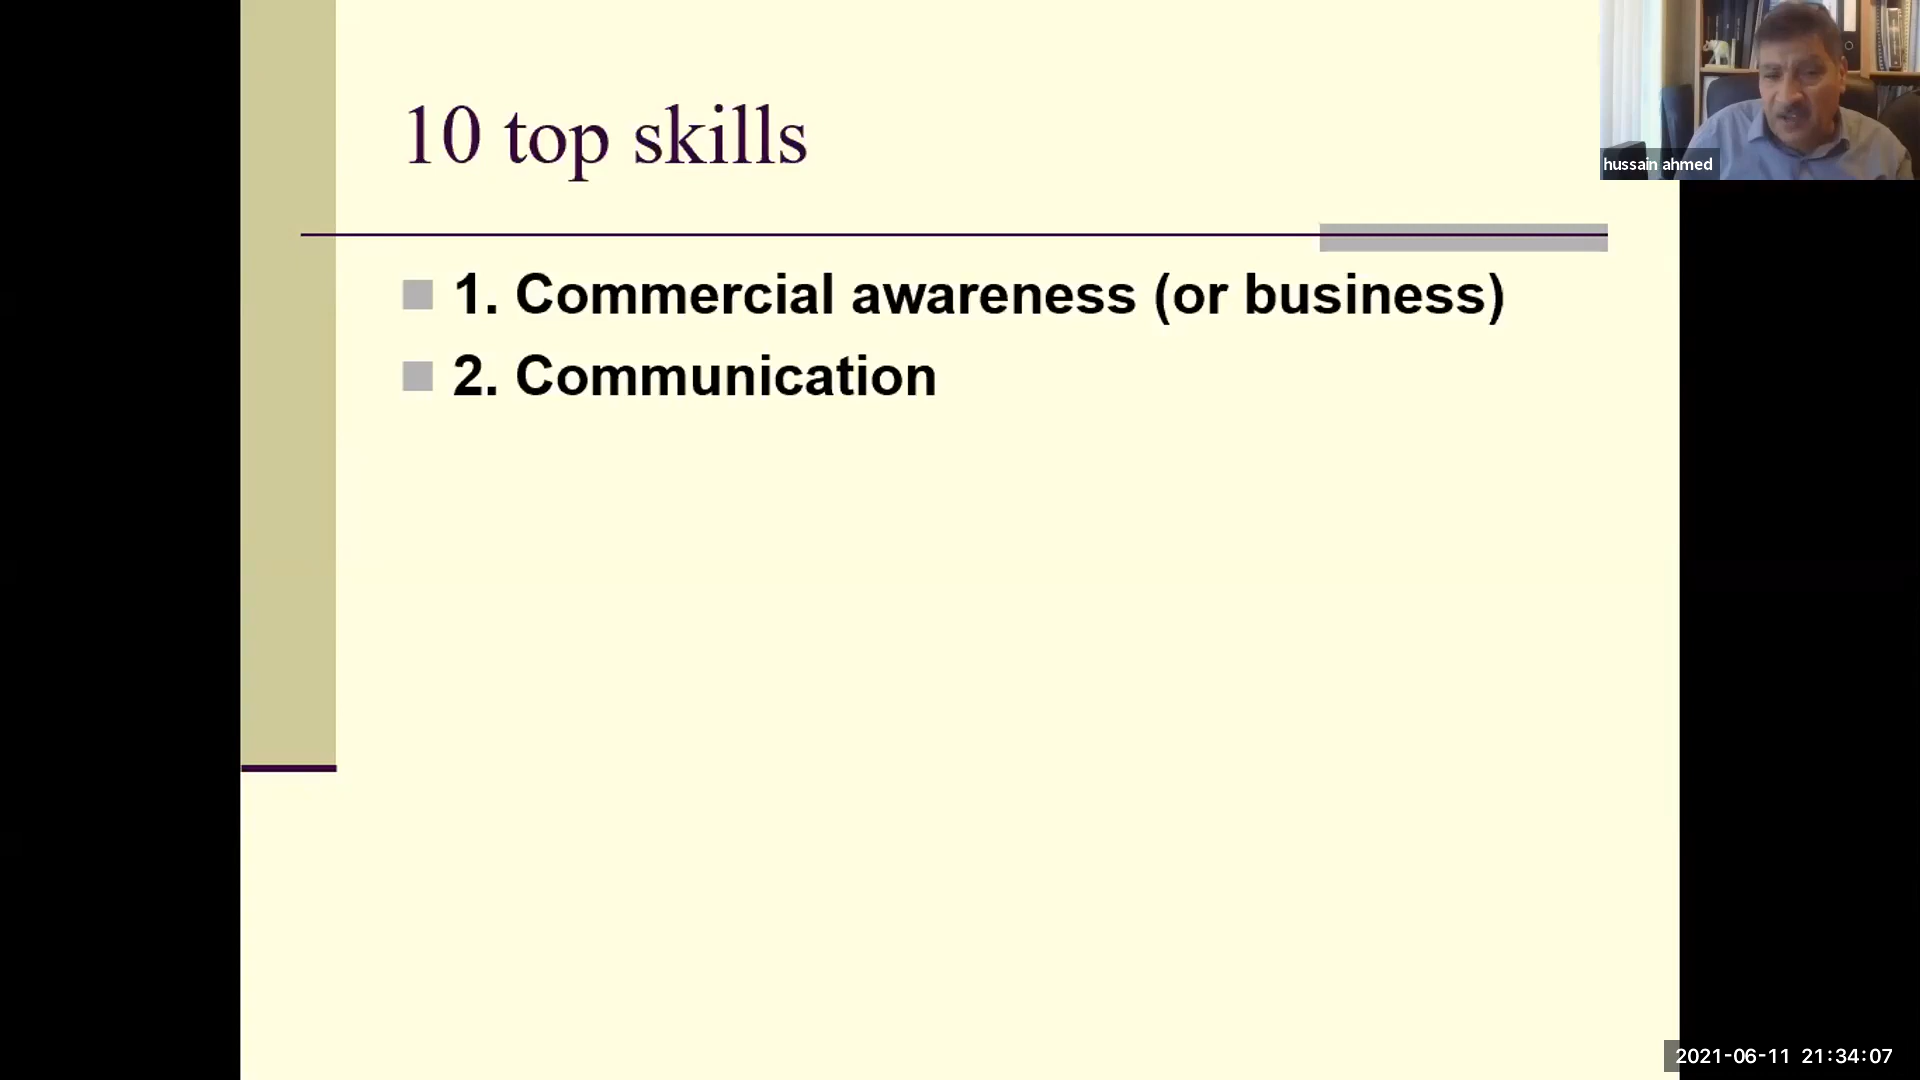 10 top skills
1. Commercial awareness (or business)
2. Communication
hussain ahmed
2021-06-11 21:34:07